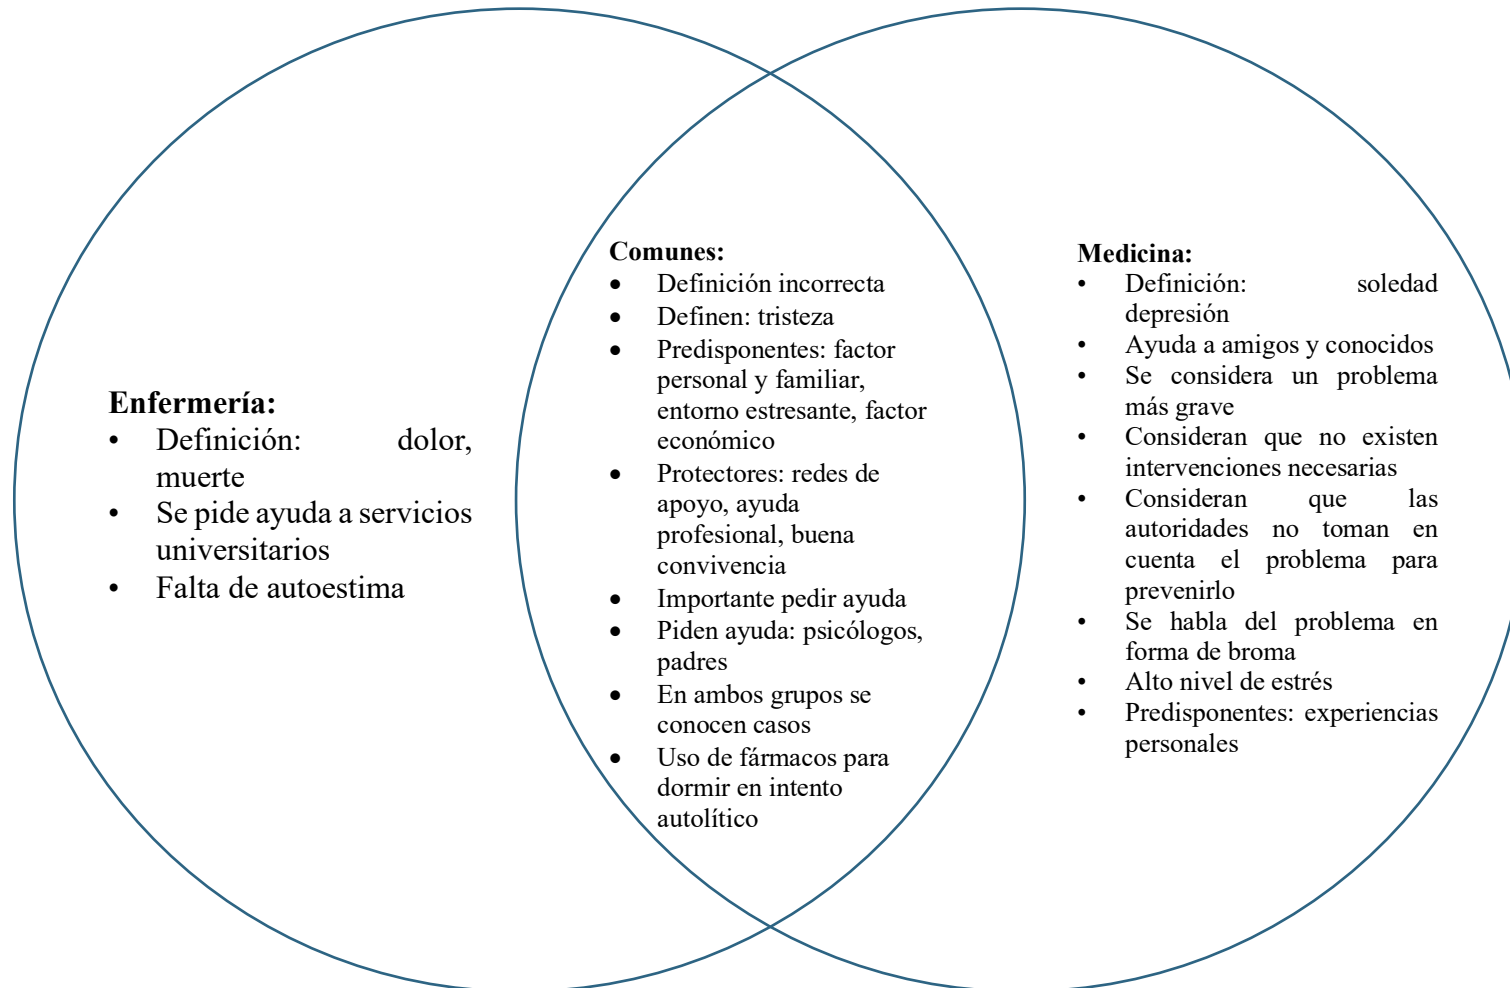 Enfermería:
• Definición: dolor,
muerte
• Se pide ayuda a servicios
universitarios
• Falta de autoestima
Comunes:
• Definición incorrecta
• Definen: tristeza
• Predisponentes: factor
personal y familiar,
entorno estresante, factor
económico
• Protectores: redes de
apoyo, ayuda
profesional, buena
convivencia
• Importante pedir ayuda
• Piden ayuda: psicólogos,
padres
• En ambos grupos se
conocen casos
• Uso de fármacos para
dormir en intento
autolítico
Medicina:
• Definición: soledad
depresión
• Ayuda a amigos y conocidos
• Se considera un problema
más grave
• Consideran que no existen
intervenciones necesarias
• Consideran que las
autoridades no toman en
cuenta el problema para
prevenirlo
• Se habla del problema en
forma de broma
• Alto nivel de estrés
• Predisponentes: experiencias
personales